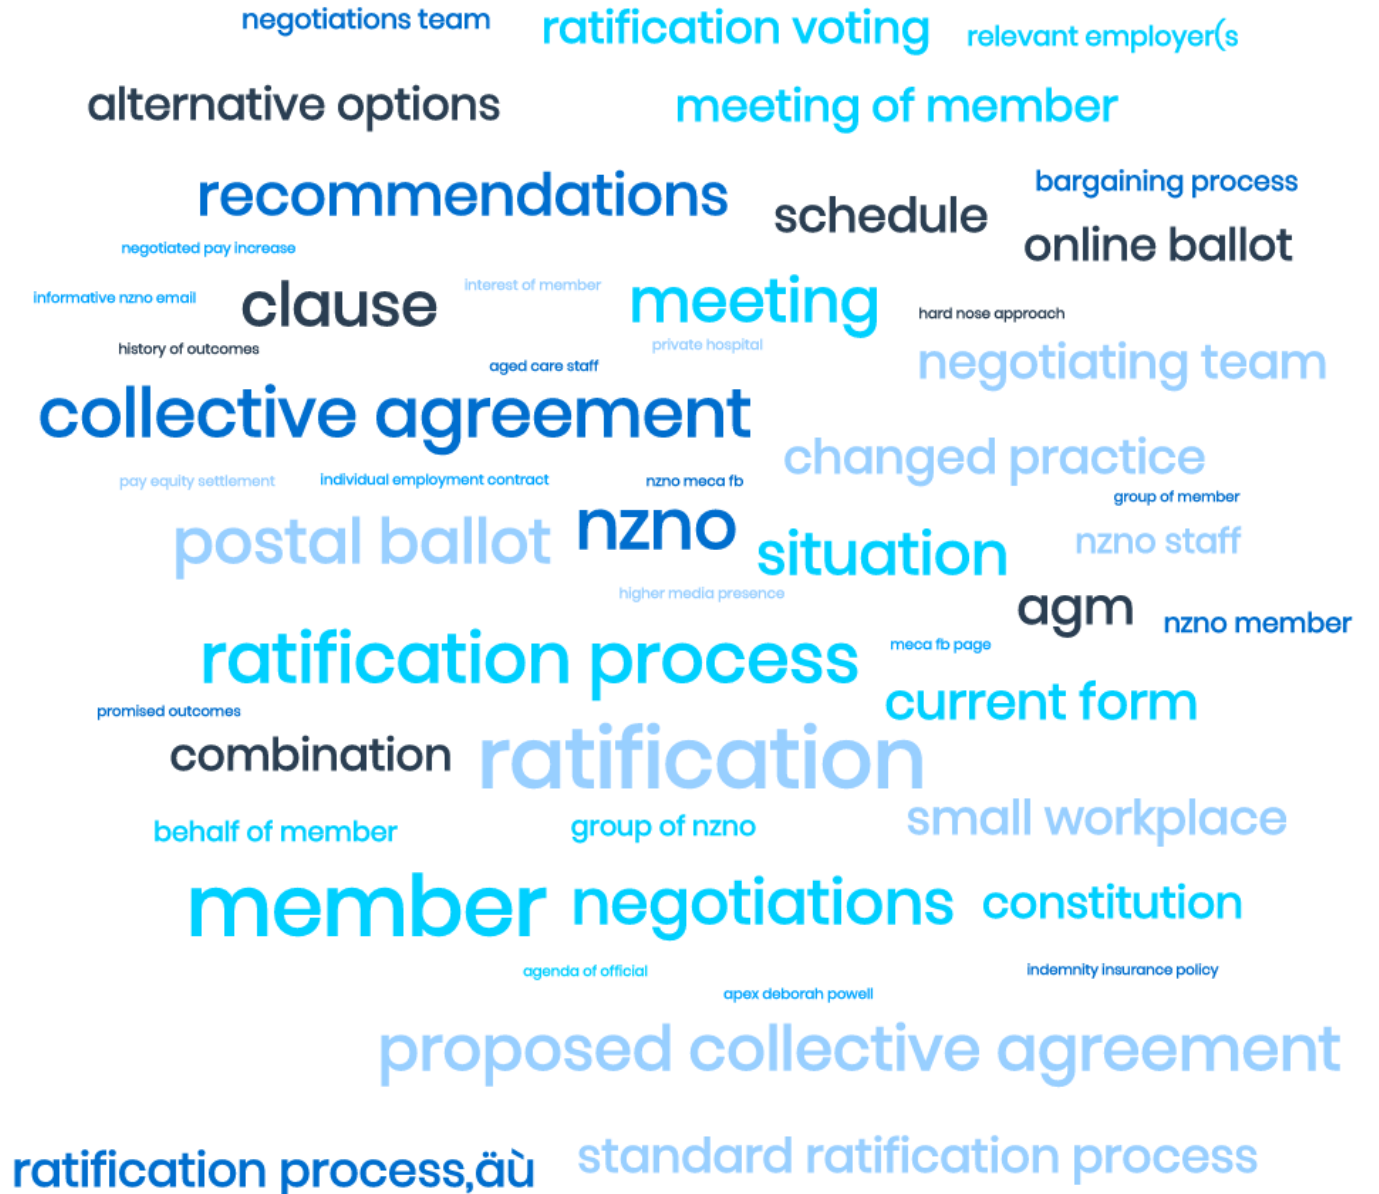 negotiations team
ratification voting
relevant employer(s
alternative options
meeting of member
recommendations
schedule
bargaining process
online ballot
negotiated pay increase
informative nzno email
clause
interest of member
meeting
hard nose approach
history of outcomes
private hospital
aged care staff
negotiating team
collective agreement
changed practice
pay equity settlement
individual employment contract
nzno meca fb
group of member
postal ballot
nzno
situation
nzno staff
higher media presence
agm
nzno member
ratification process
meca fb page
current form
promised outcomes
combination
ratification
small workplace
behalf of member
group of nzno
member
negotiations
constitution
agenda of official
indemnity insurance policy
apex deborah powell
proposed collective agreement
ratification process,äù
standard ratification process